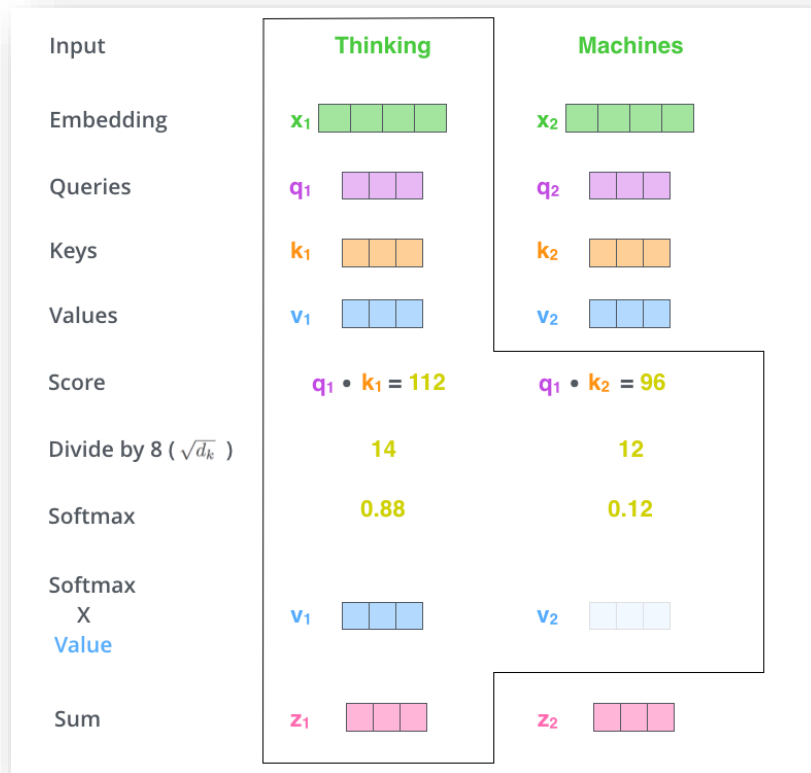 Input Thinking Machines
Embedding x₁ x₂
Queries q₁ q₂
Keys k₁ k₂
Values v₁ v₂
Score q₁ • k₁ = 112 q₁ • k₂ = 96
Divide by 8 ( √dₖ ) 14 12
Softmax 0.88 0.12
Softmax
X v₁ v₂
Value
Sum z₁ z₂